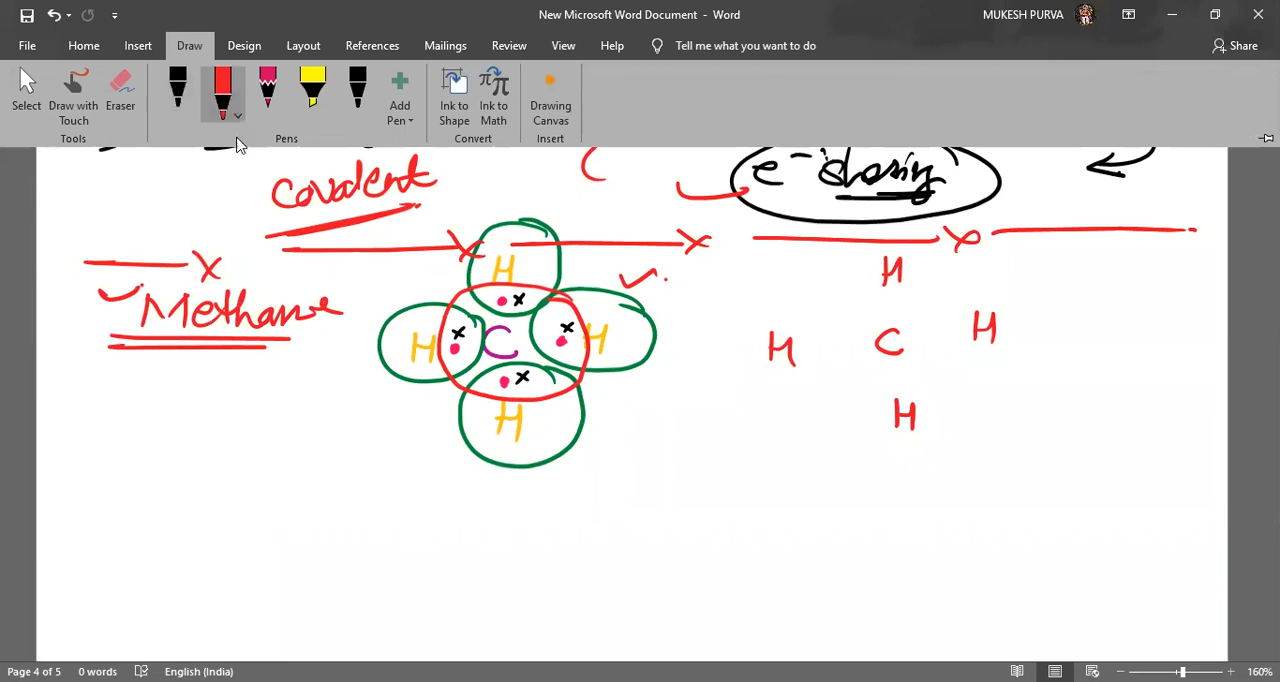 New Microsoft Word Document - Word
MUKESH PURVA
File Home Insert Draw Design Layout References Mailings Review View Help Tell me what you want to do Share
Select Draw with Touch Eraser Add Pen Ink to Shape Ink to Math Drawing Canvas
Tools Pens Convert Insert
Covalent
e- sharing
Methane
H
x
H x C x H
x
H
H
H C H
H
Page 4 of 5 0 words English (India) 160%